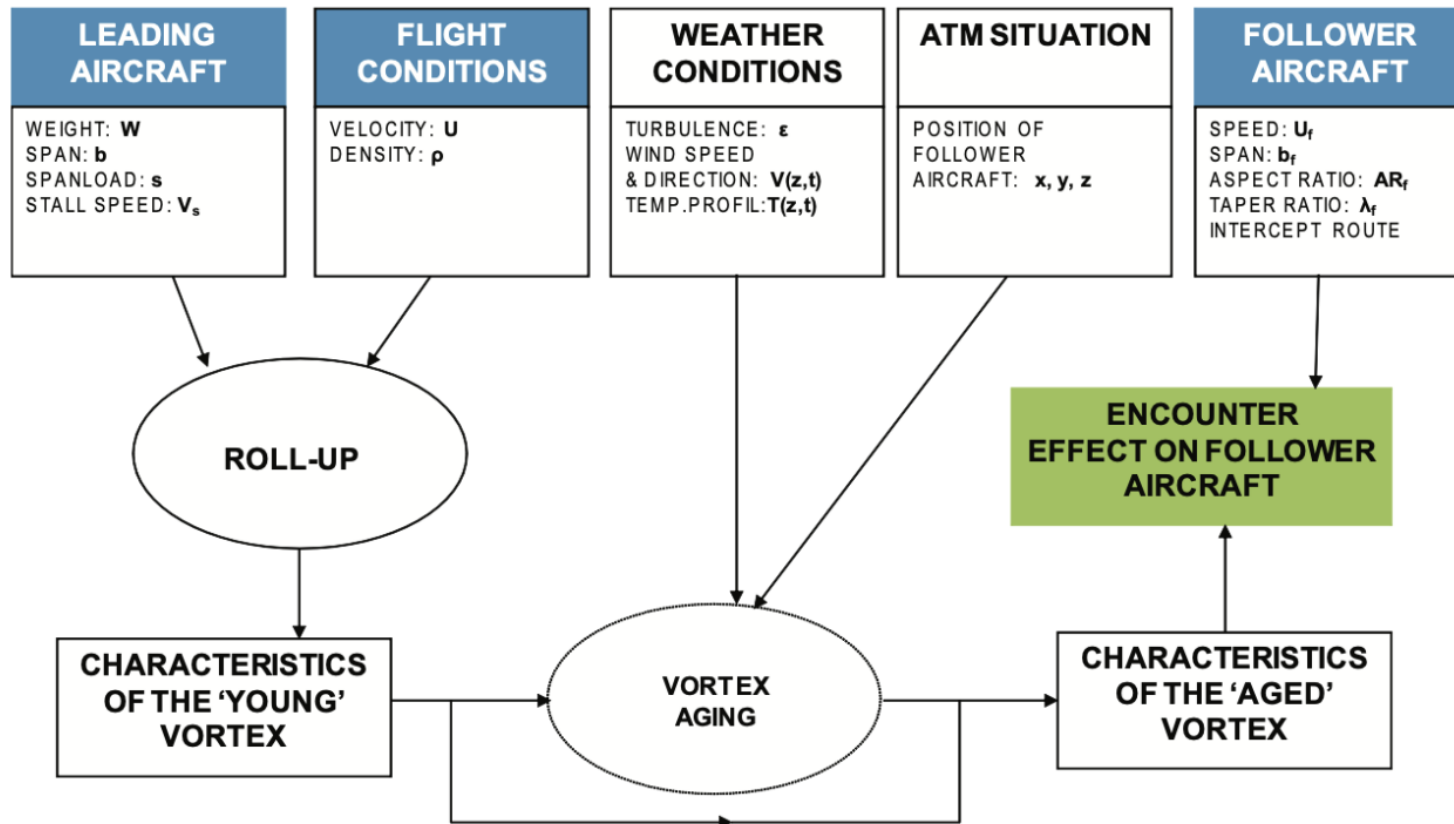 LEADING
AIRCRAFT
WEIGHT: W
SPAN: b
SPANLOAD: s
STALL SPEED: Vs
FLIGHT
CONDITIONS
VELOCITY: U
DENSITY: ρ
WEATHER
CONDITIONS
TURBULENCE: ε
WIND SPEED
& DIRECTION: V(z,t)
TEMP.PROFIL:T(z,t)
ATM SITUATION
POSITION OF
FOLLOWER
AIRCRAFT: x, y, z
FOLLOWER
AIRCRAFT
SPEED: Uf
SPAN: bf
ASPECT RATIO: ARf
TAPER RATIO: λf
INTERCEPT ROUTE
ROLL-UP
ENCOUNTER
EFFECT ON FOLLOWER
AIRCRAFT
CHARACTERISTICS
OF THE ‘YOUNG’
VORTEX
VORTEX
AGING
CHARACTERISTICS
OF THE ‘AGED’
VORTEX